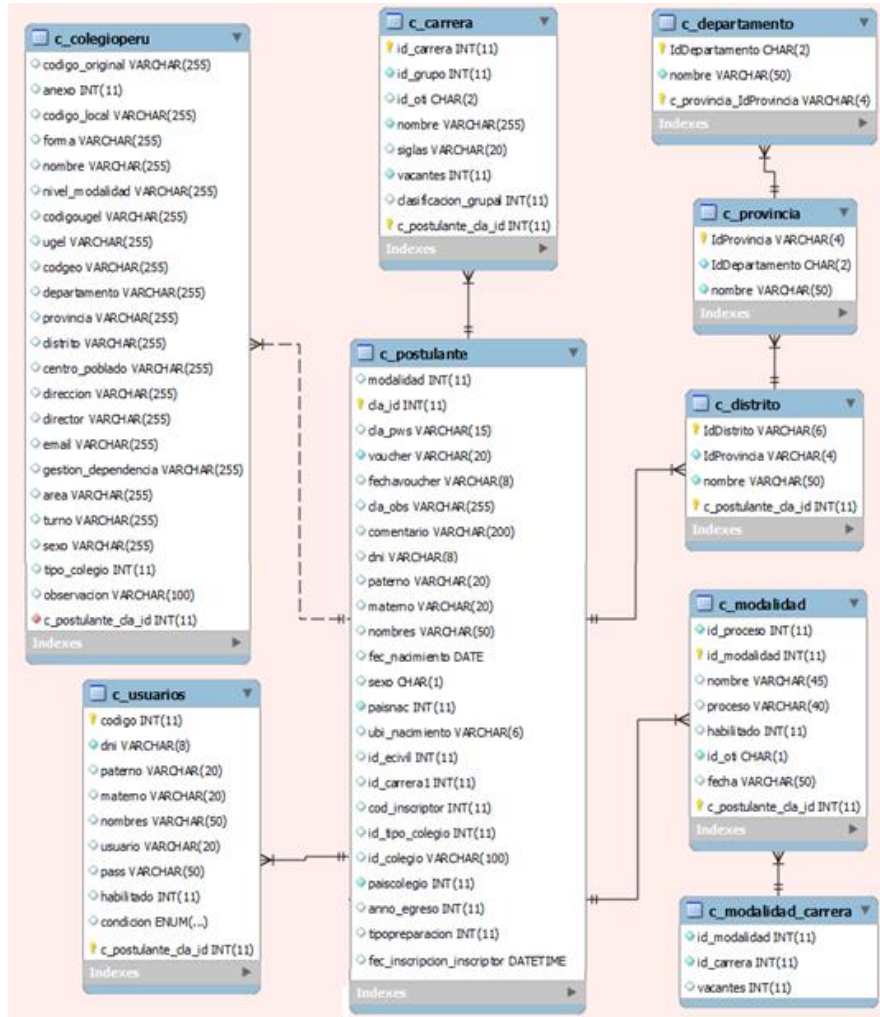 c_colegioperu
codigo_original VARCHAR(255)
anexo INT(11)
codigo_local VARCHAR(255)
forma VARCHAR(255)
nombre VARCHAR(255)
nivel_modalidad VARCHAR(255)
codigougel VARCHAR(255)
ugel VARCHAR(255)
codgeo VARCHAR(255)
departamento VARCHAR(255)
provincia VARCHAR(255)
distrito VARCHAR(255)
centro_poblado VARCHAR(255)
direccion VARCHAR(255)
director VARCHAR(255)
email VARCHAR(255)
gestion_dependencia VARCHAR(255)
area VARCHAR(255)
turno VARCHAR(255)
sexo VARCHAR(255)
tipo_colegio INT(11)
observacion VARCHAR(100)
c_postulante_cla_id INT(11)
Indexes
c_usuarios
codigo INT(11)
dni VARCHAR(8)
paterno VARCHAR(20)
materno VARCHAR(20)
nombres VARCHAR(50)
usuario VARCHAR(20)
pass VARCHAR(50)
habilitado INT(11)
condicion ENUM(...)
c_postulante_cla_id INT(11)
Indexes
c_carrera
id_carrera INT(11)
id_grupo INT(11)
id_oti CHAR(2)
nombre VARCHAR(255)
siglas VARCHAR(20)
vacantes INT(11)
clasificacion_grupal INT(11)
c_postulante_cla_id INT(11)
Indexes
c_postulante
modalidad INT(11)
cla_id INT(11)
cla_pws VARCHAR(15)
voucher VARCHAR(20)
fechavoucher VARCHAR(8)
cla_obs VARCHAR(255)
comentario VARCHAR(200)
dni VARCHAR(8)
paterno VARCHAR(20)
materno VARCHAR(20)
nombres VARCHAR(50)
fec_nacimiento DATE
sexo CHAR(1)
paisnac INT(11)
ubi_nacimiento VARCHAR(6)
id_ecivil INT(11)
id_carrera1 INT(11)
cod_inscriptor INT(11)
id_tipo_colegio INT(11)
id_colegio VARCHAR(100)
paiscolegio INT(11)
anno_egreso INT(11)
tipopreparacion INT(11)
fec_inscripcion_inscriptor DATETIME
Indexes
c_departamento
IdDepartamento CHAR(2)
nombre VARCHAR(50)
c_provincia_IdProvincia VARCHAR(4)
Indexes
c_provincia
IdProvincia VARCHAR(4)
IdDepartamento CHAR(2)
nombre VARCHAR(50)
Indexes
c_distrito
IdDistrito VARCHAR(6)
IdProvincia VARCHAR(4)
nombre VARCHAR(50)
c_postulante_cla_id INT(11)
Indexes
c_modalidad
id_proceso INT(11)
id_modalidad INT(11)
nombre VARCHAR(45)
proceso VARCHAR(40)
habilitado INT(11)
id_oti CHAR(1)
fecha VARCHAR(50)
c_postulante_cla_id INT(11)
Indexes
c_modalidad_carrera
id_modalidad INT(11)
id_carrera INT(11)
vacantes INT(11)